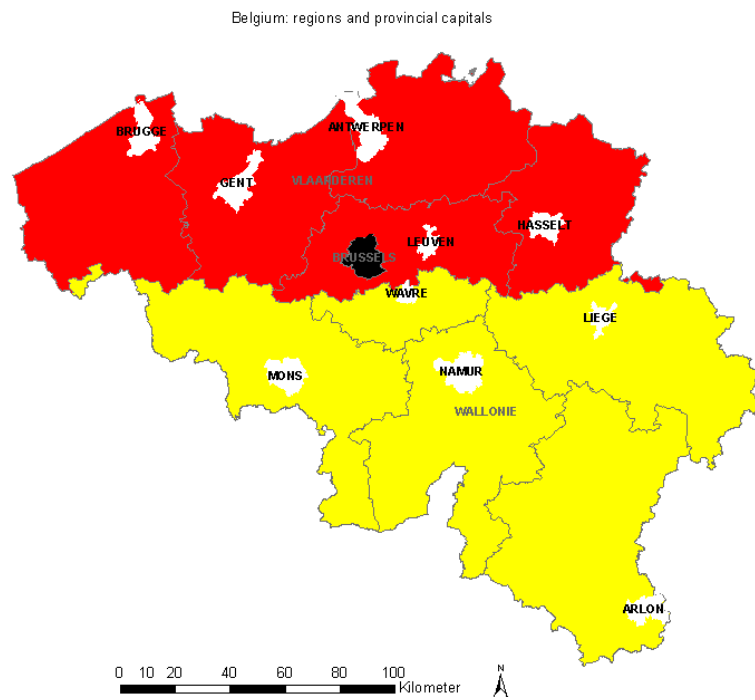 Belgium: regions and provincial capitals
BRUGGE
ANTWERPEN
GENT
VLAARDEREN
HASSELT
LEUVEN
BRUSSELS
WAVRE
LIEGE
MONS
NAMUR
WALLONIE
ARLON
0 10 20 40 60 80 100
Kilometer
N